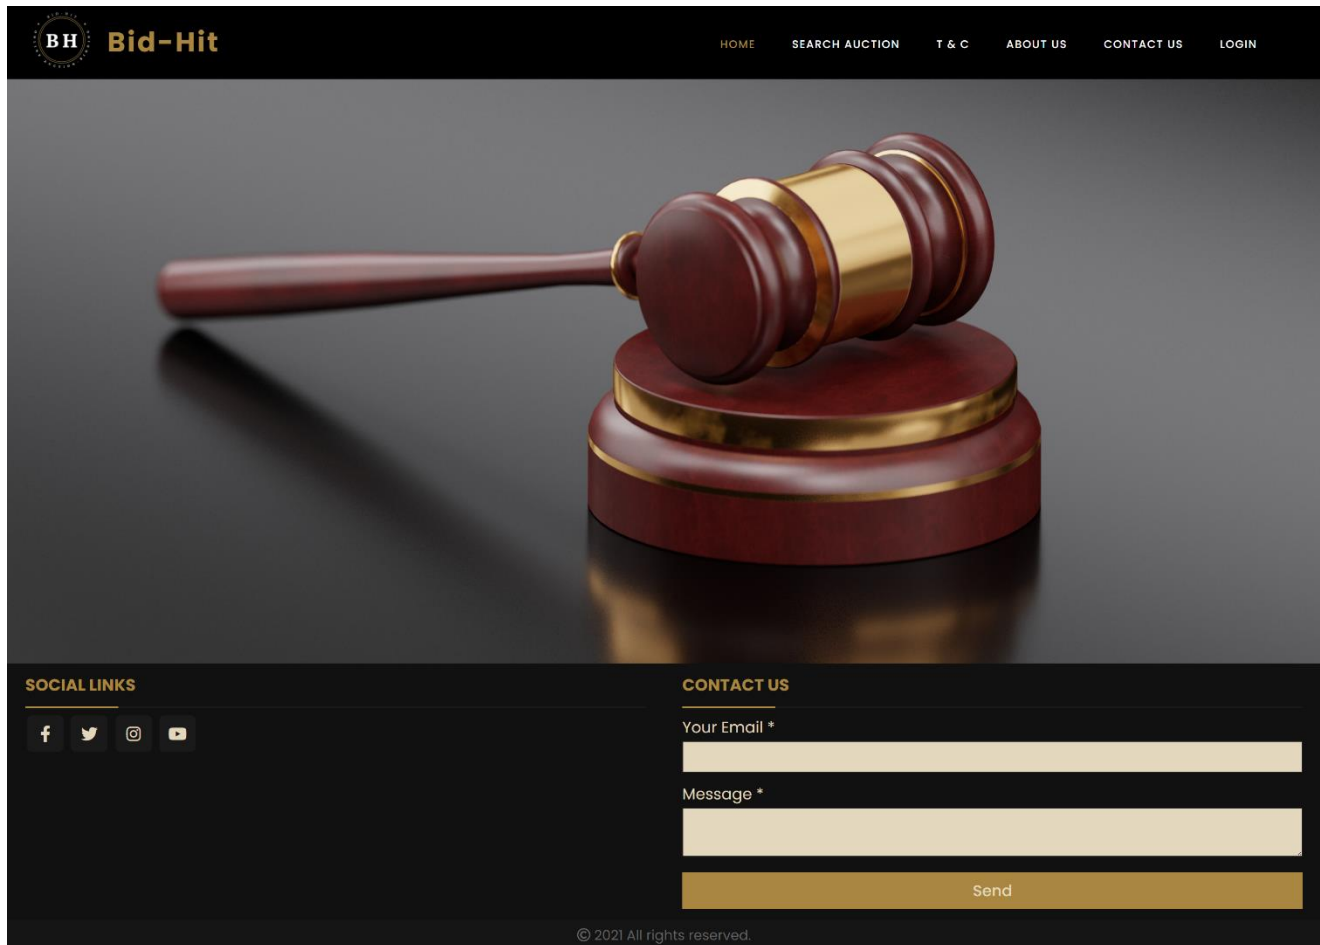 BH
Bid-Hit
HOME SEARCH AUCTION T & C ABOUT US CONTACT US LOGIN
SOCIAL LINKS
CONTACT US
Your Email *
Message *
Send
© 2021 All rights reserved.